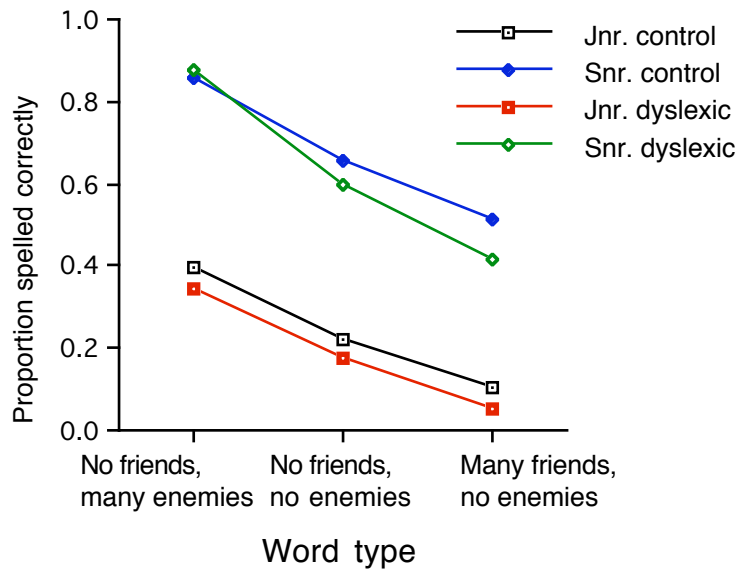 1.0
0.8
0.6
0.4
0.2
0.0
Proportion spelled correctly
Jnr. control
Snr. control
Jnr. dyslexic
Snr. dyslexic
No friends,
many enemies
No friends,
no enemies
Many friends,
no enemies
Word type